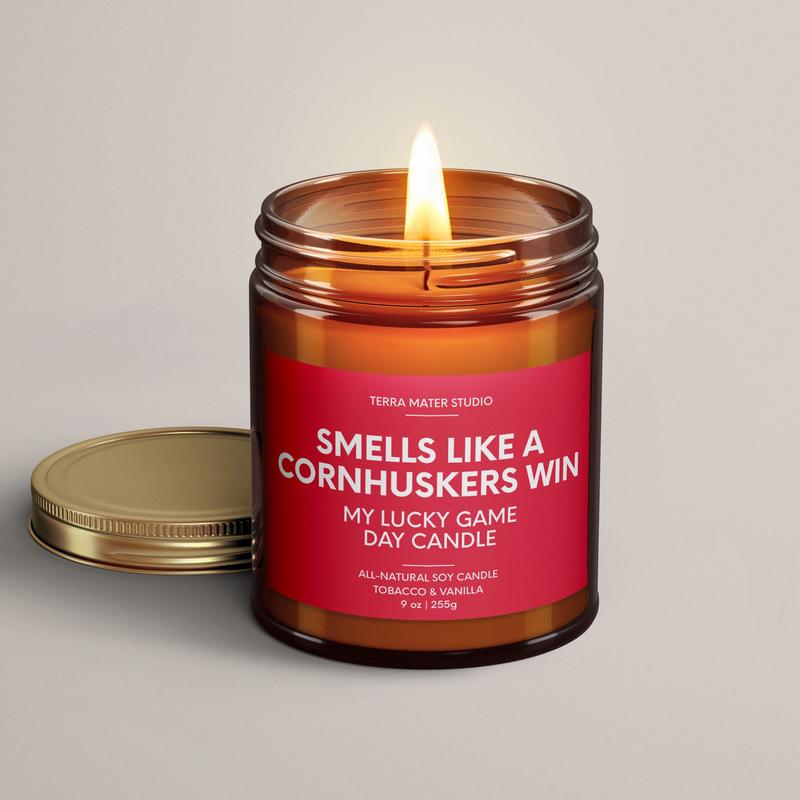 TERRA MATER STUDIO
SMELLS LIKE A
CORNHUSKERS WIN
MY LUCKY GAME
DAY CANDLE
ALL-NATURAL SOY CANDLE
TOBACCO & VANILLA
9 oz | 255g